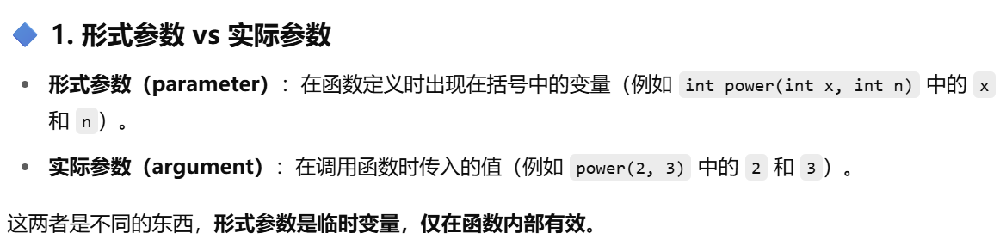 1. 形式参数 vs 实际参数
形式参数（parameter）：在函数定义时出现在括号中的变量（例如 int power(int x, int n) 中的 x
和 n）。
实际参数（argument）：在调用函数时传入的值（例如 power(2, 3) 中的 2 和 3）。
这两者是不同的东西，形式参数是临时变量，仅在函数内部有效。